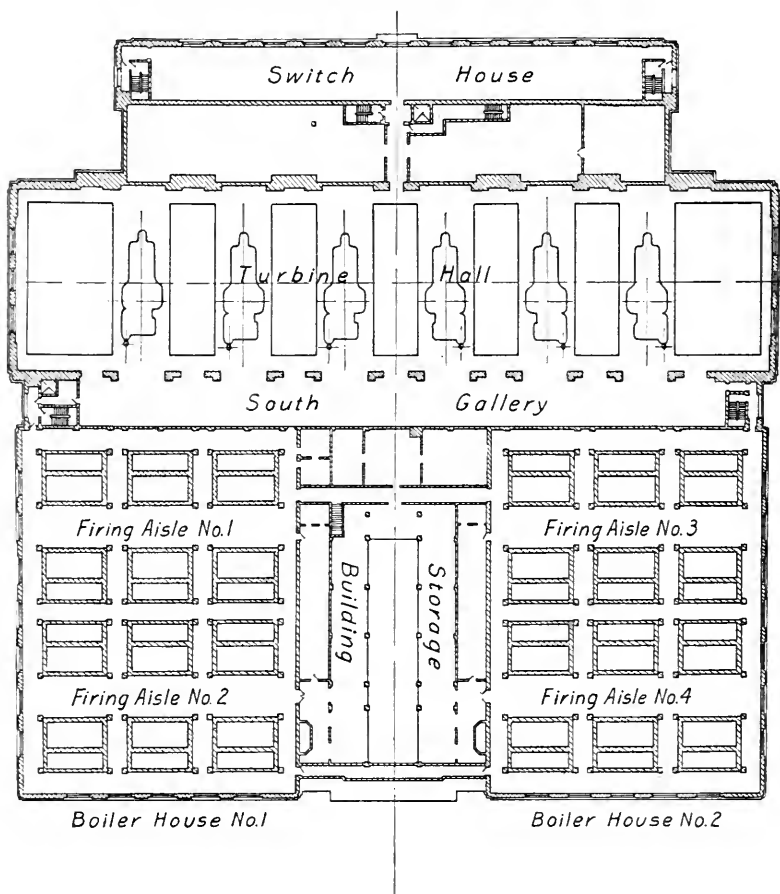 Switch House
Turbine Hall
South Gallery
Firing Aisle No.1
Firing Aisle No.3
Building
Storage
Firing Aisle No.2
Firing Aisle No.4
Boiler House No.1
Boiler House No.2